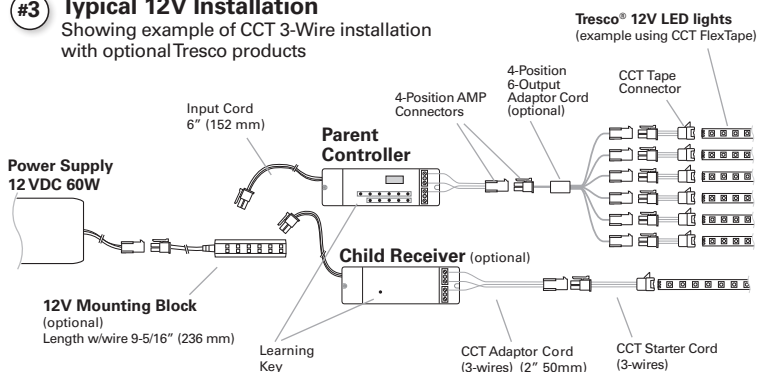 #3
Typical 12V Installation
Showing example of CCT 3-Wire installation
with optional Tresco products
Tresco® 12V LED lights
(example using CCT FlexTape)
4-Position
6-Output
Adaptor Cord
(optional)
CCT Tape
Connector
4-Position AMP
Connectors
Input Cord
6" (152 mm)
Parent
Controller
Power Supply
12 VDC 60W
Child Receiver (optional)
12V Mounting Block
(optional)
Length w/wire 9-5/16" (236 mm)
Learning
Key
CCT Adaptor Cord
(3-wires) (2" 50mm)
CCT Starter Cord
(3-wires)